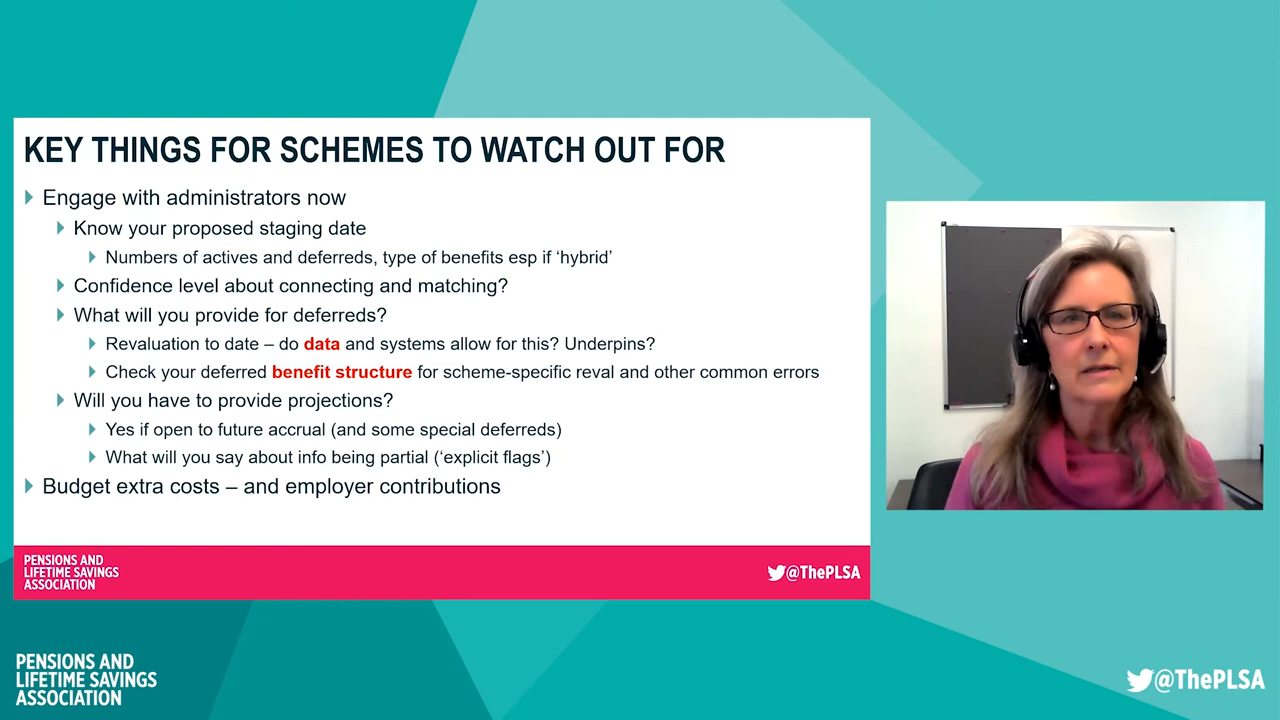 KEY THINGS FOR SCHEMES TO WATCH OUT FOR
Engage with administrators now
Know your proposed staging date
Numbers of actives and deferreds, type of benefits esp if ‘hybrid’
Confidence level about connecting and matching?
What will you provide for deferreds?
Revaluation to date – do data and systems allow for this? Underpins?
Check your deferred benefit structure for scheme-specific reval and other common errors
Will you have to provide projections?
Yes if open to future accrual (and some special deferreds)
What will you say about info being partial (‘explicit flags’)
Budget extra costs – and employer contributions
PENSIONS AND
LIFETIME SAVINGS
ASSOCIATION
@ThePLSA
PENSIONS AND
LIFETIME SAVINGS
ASSOCIATION
@ThePLSA